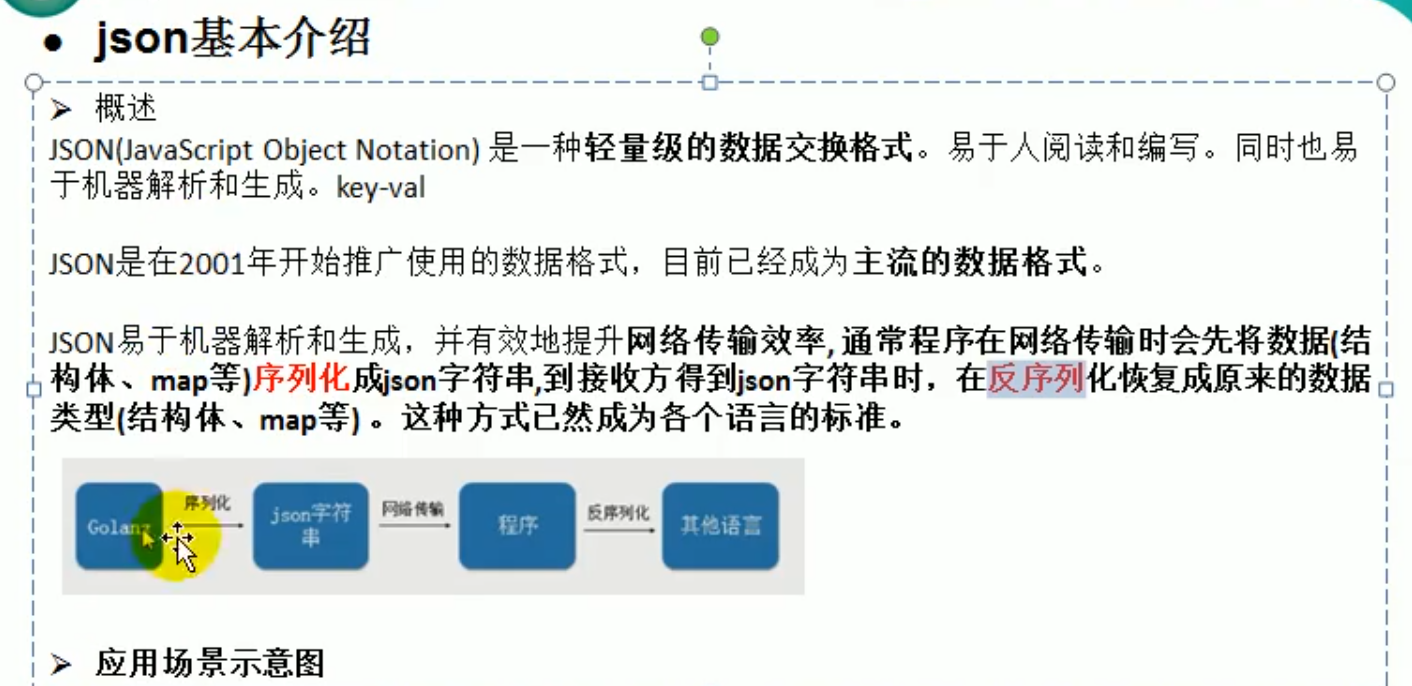 ● json基本介绍
➢ 概述
JSON(JavaScript Object Notation) 是一种轻量级的数据交换格式。易于人阅读和编写。同时也易
于机器解析和生成。key-val
JSON是在2001年开始推广使用的数据格式，目前已经成为主流的数据格式。
JSON易于机器解析和生成，并有效地提升网络传输效率,通常程序在网络传输时会先将数据(结
构体、map等)序列化成json字符串,到接收方得到json字符串时，在反序列化恢复成原来的数据
类型(结构体、map等) 。这种方式已然成为各个语言的标准。
Golang
序列化
json字符
串
网络传输
程序
反序列化
其他语言
➢ 应用场景示意图